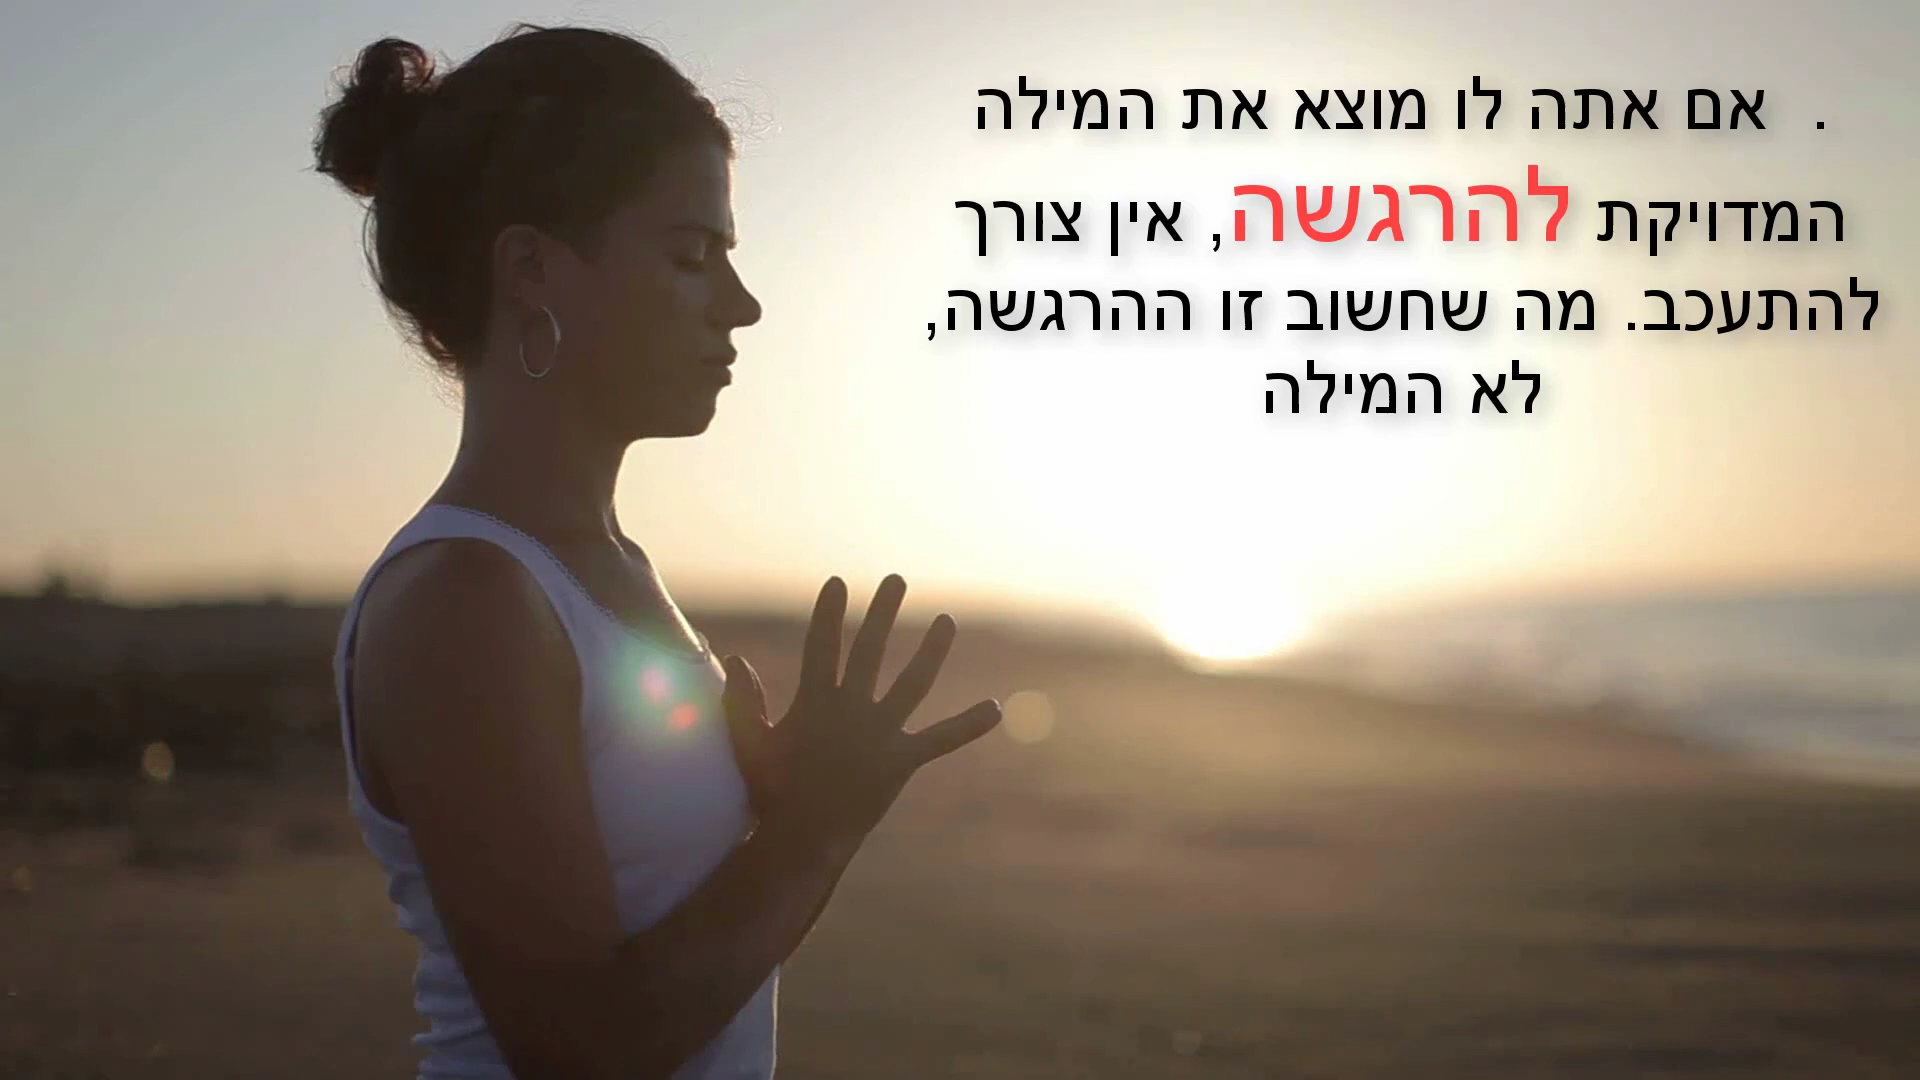 . אם אתה לו מוצא את המילה
המדויקת להרגשה, אין צורך
להתעכב. מה שחשוב זו ההרגשה,
לא המילה